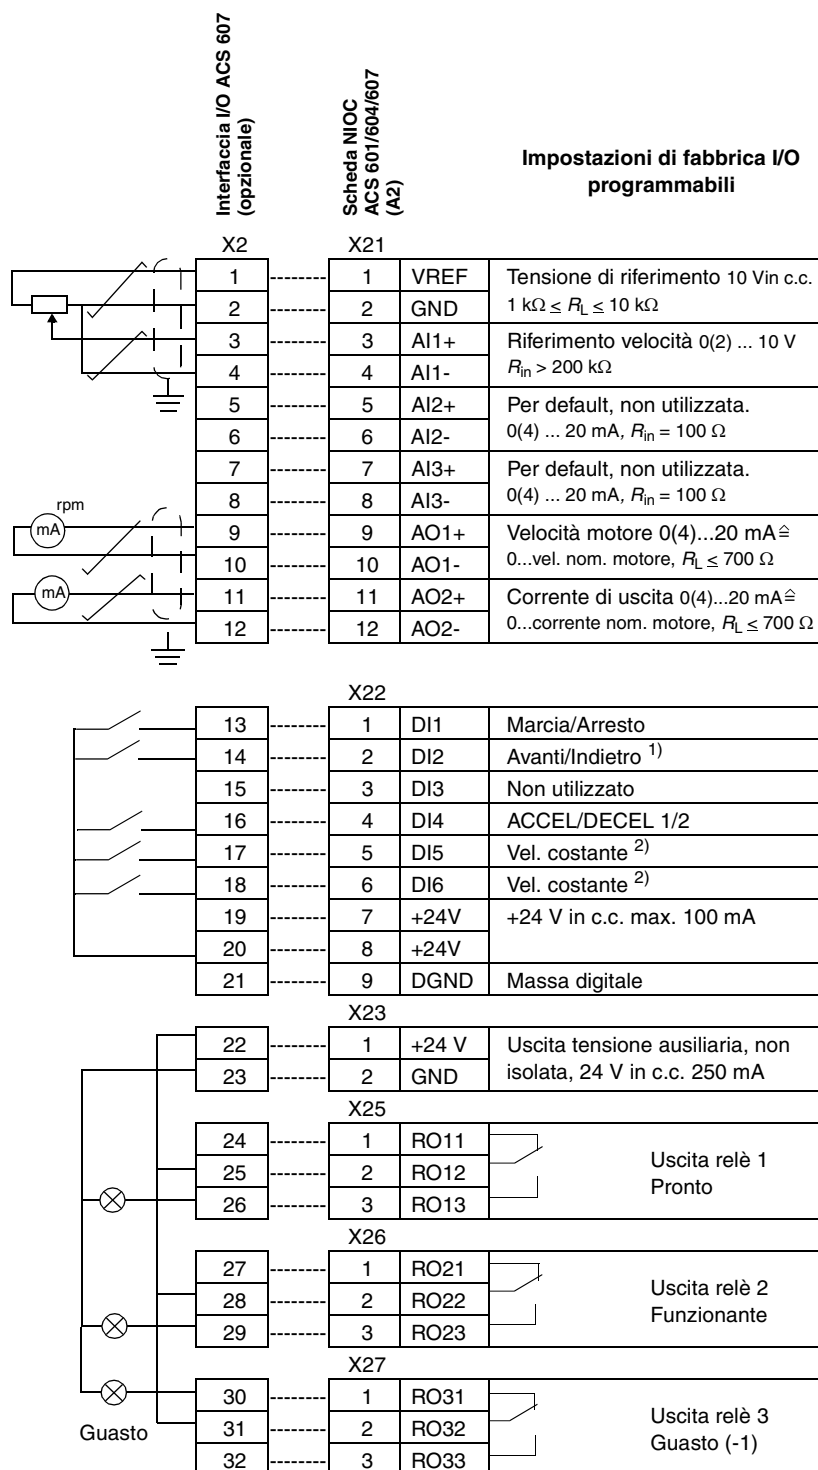 Interfaccia I/O ACS 607
(opzionale)
Scheda NIOC
ACS 601/604/607
(A2)
Impostazioni di fabbrica I/O
programmabili
X2 X21
1 1 VREF Tensione di riferimento 10 Vin c.c.
2 2 GND 1 kΩ ≤ RL ≤ 10 kΩ
3 3 AI1+ Riferimento velocità 0(2) ... 10 V
4 4 AI1- Rin > 200 kΩ
5 5 AI2+ Per default, non utilizzata.
6 6 AI2- 0(4) ... 20 mA, Rin = 100 Ω
7 7 AI3+ Per default, non utilizzata.
8 8 AI3- 0(4) ... 20 mA, Rin = 100 Ω
rpm
mA 9 9 AO1+ Velocità motore 0(4)...20 mA ≙
10 10 AO1- 0...vel. nom. motore, RL ≤ 700 Ω
mA 11 11 AO2+ Corrente di uscita 0(4)...20 mA ≙
12 12 AO2- 0...corrente nom. motore, RL ≤ 700 Ω
X22
13 1 DI1 Marcia/Arresto
14 2 DI2 Avanti/Indietro 1)
15 3 DI3 Non utilizzato
16 4 DI4 ACCEL/DECEL 1/2
17 5 DI5 Vel. costante 2)
18 6 DI6 Vel. costante 2)
19 7 +24V +24 V in c.c. max. 100 mA
20 8 +24V
21 9 DGND Massa digitale
X23
22 1 +24 V Uscita tensione ausiliaria, non
23 2 GND isolata, 24 V in c.c. 250 mA
X25
24 1 RO11
25 2 RO12 Uscita relè 1
26 3 RO13 Pronto
X26
27 1 RO21
28 2 RO22 Uscita relè 2
29 3 RO23 Funzionante
X27
30 1 RO31
31 2 RO32 Uscita relè 3
Guasto
32 3 RO33 Guasto (-1)